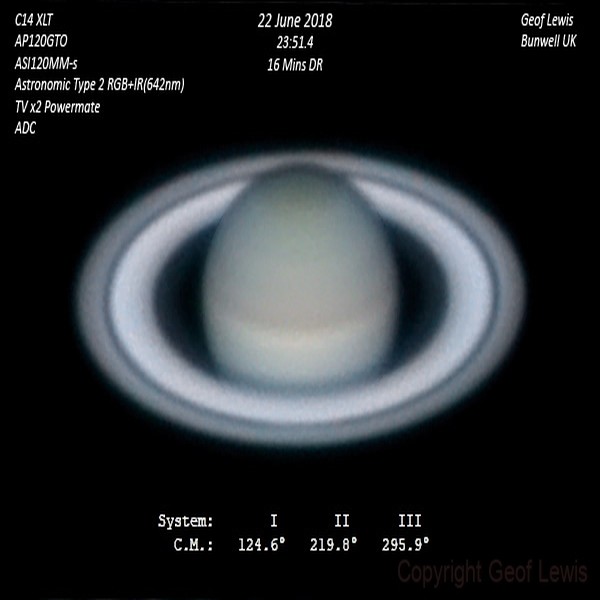 C14 XLT
AP120GTO
ASI120MM-s
Astronomic Type 2 RGB+IR(642nm)
TV x2 Powermate
ADC
22 June 2018
23:51.4
16 Mins DR
Geof Lewis
Bunwell UK
System: I II III
C.M.: 124.6° 219.8° 295.9°
Copyright Geof Lewis